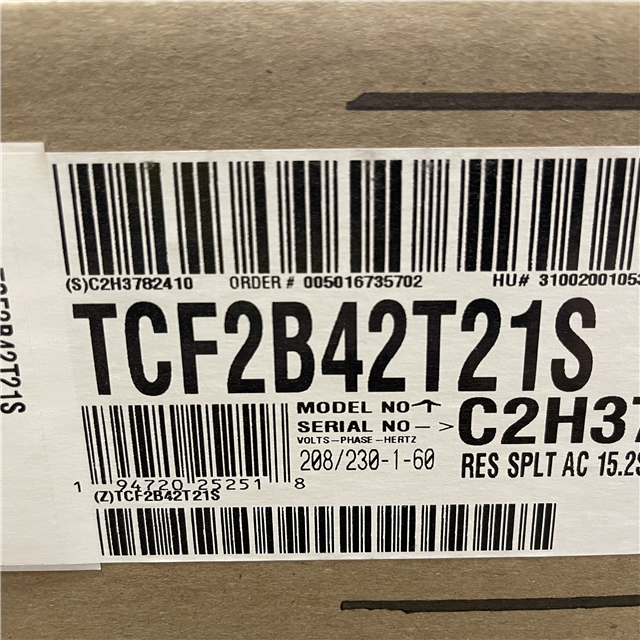 (S)C2H3782410 ORDER # 005016735702 HU# 31002001053
TCF2B42T21S
MODEL NO
SERIAL NO - > C2H37
VOLTS-PHASE-HERTZ
208/230-1-60
RES SPLT AC 15.2S
1 94720 25251 8
(Z)TCF2B42T21S
TCF2B42T21S